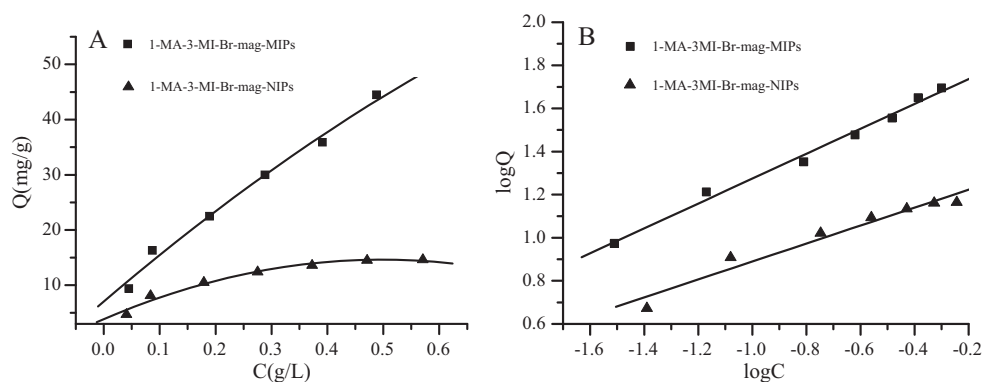 A
1-MA-3-MI-Br-mag-MIPs
1-MA-3-MI-Br-mag-NIPs
50
40
30
20
10
Q(mg/g)
0.0 0.1 0.2 0.3 0.4 0.5 0.6
C(g/L)
B
1-MA-3MI-Br-mag-MIPs
1-MA-3MI-Br-mag-NIPs
2.0
1.8
1.6
1.4
1.2
1.0
0.8
0.6
logQ
-1.6 -1.4 -1.2 -1.0 -0.8 -0.6 -0.4 -0.2
logC